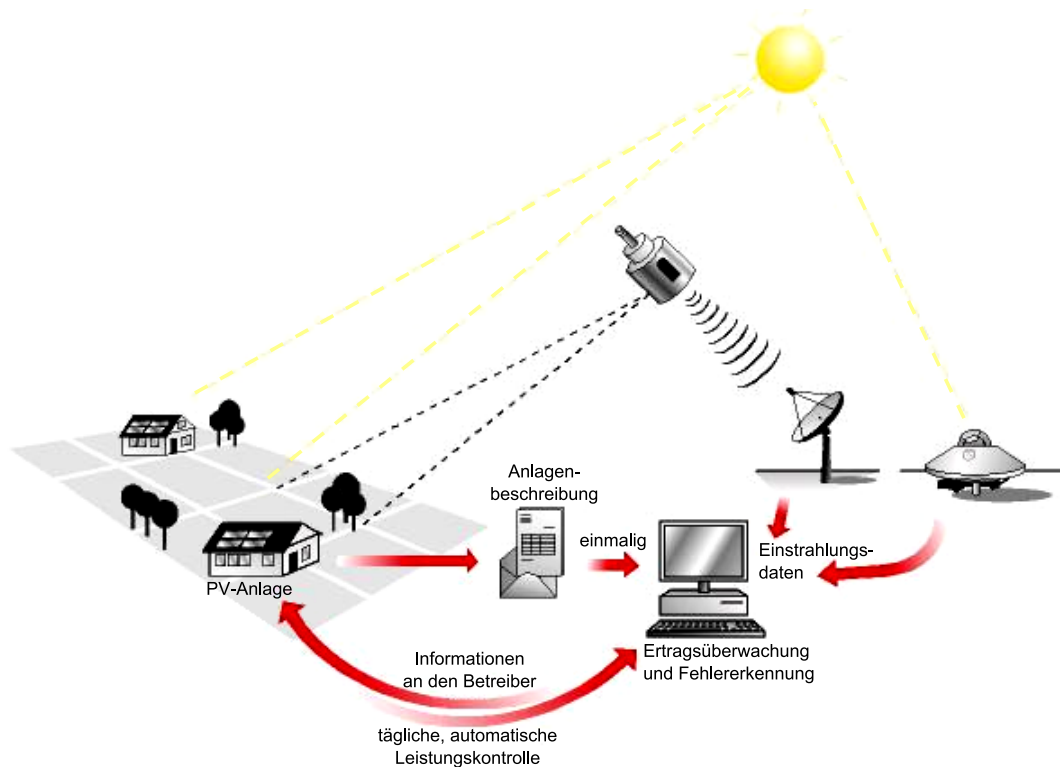 Anlagen-
beschreibung
einmalig
Einstrahlungs-
daten
PV-Anlage
Ertragsüberwachung
und Fehlererkennung
Informationen
an den Betreiber
tägliche, automatische
Leistungskontrolle